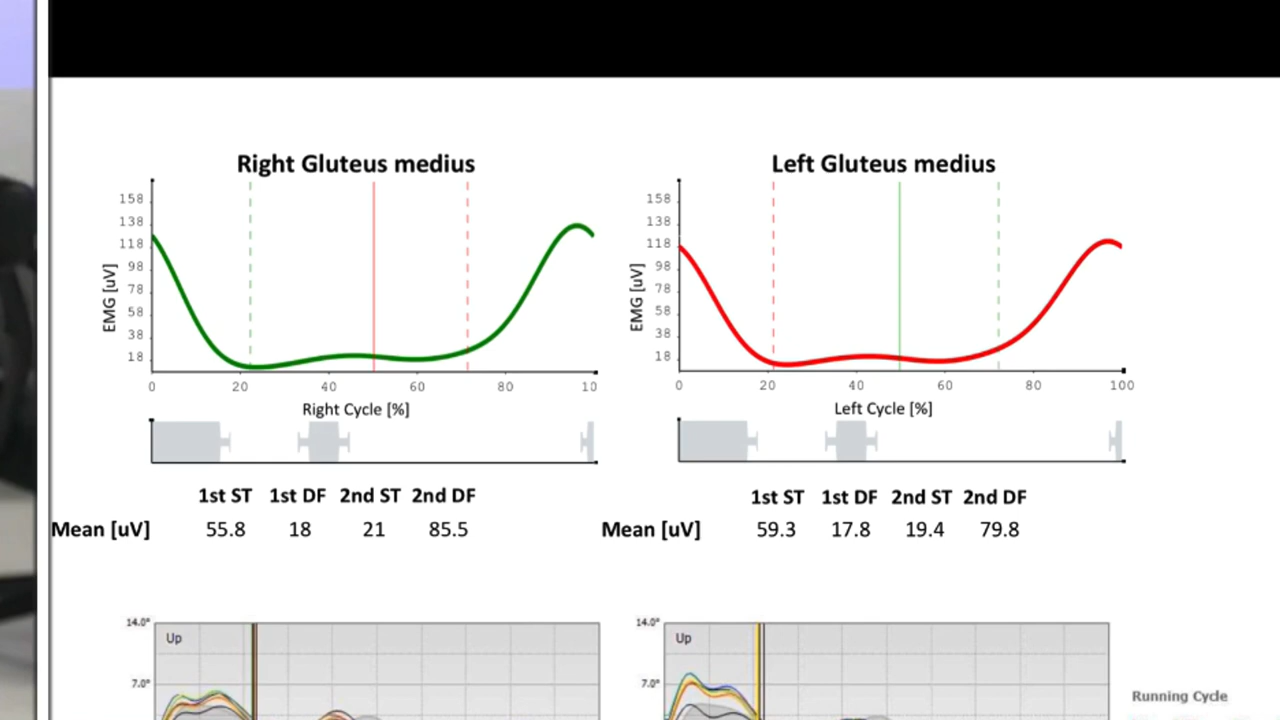 Right Gluteus medius
158
138
118
98
78
58
38
18
EMG [uV]
0 20 40 60 80 10
Right Cycle [%]
1st ST 1st DF 2nd ST 2nd DF
Mean [uV] 55.8 18 21 85.5
Left Gluteus medius
158
138
118
98
78
58
38
18
EMG [uV]
0 20 40 60 80 100
Left Cycle [%]
1st ST 1st DF 2nd ST 2nd DF
Mean [uV] 59.3 17.8 19.4 79.8
14.0°
Up
7.0°
14.0°
Up
7.0°
Running Cycle